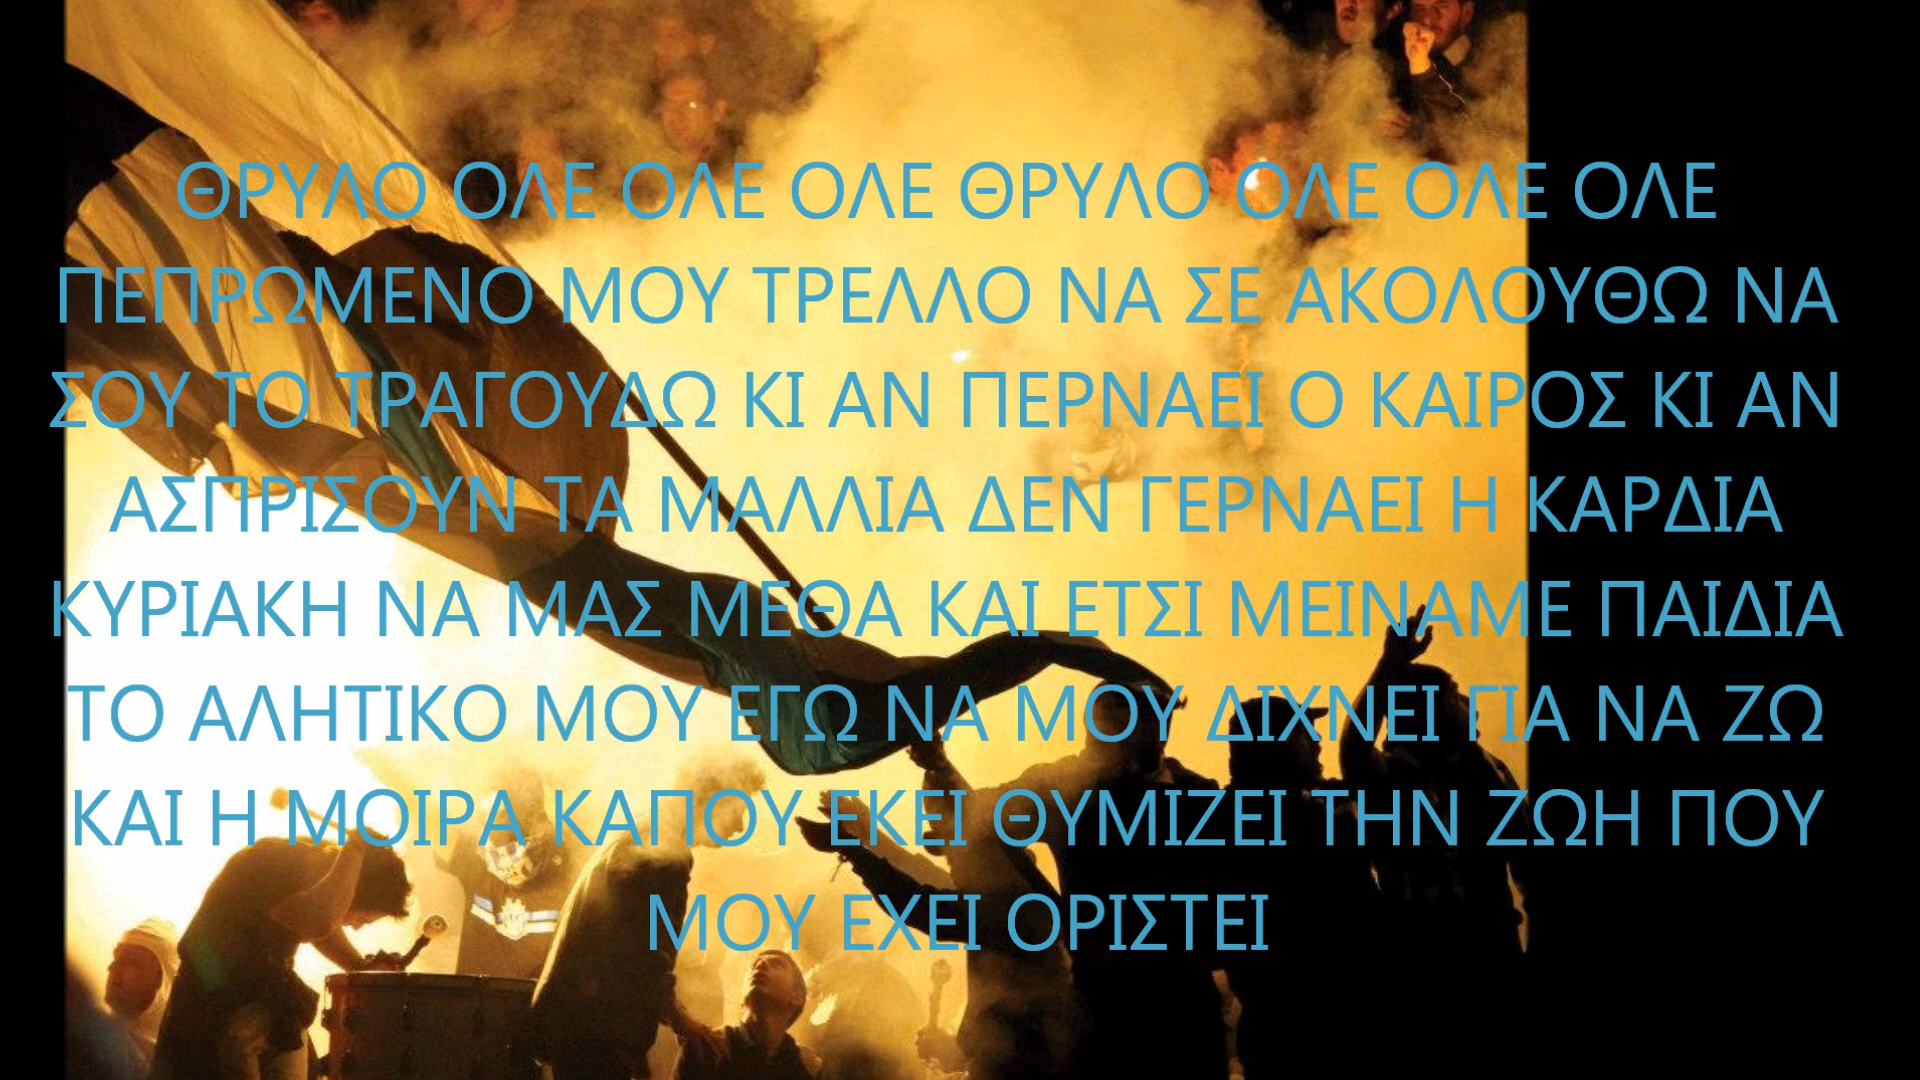 ΘΡΥΛΟ ΟΛΕ ΟΛΕ ΟΛΕ ΘΡΥΛΟ ΟΛΕ ΟΛΕ ΟΛΕ
ΠΕΠΡΩΜΕΝΟ ΜΟΥ ΤΡΕΛΛΟ ΝΑ ΣΕ ΑΚΟΛΟΥΘΩ ΝΑ
ΣΟΥ ΤΟ ΤΡΑΓΟΥΔΩ ΚΙ ΑΝ ΠΕΡΝΑΕΙ Ο ΚΑΙΡΟΣ ΚΙ ΑΝ
ΑΣΠΡΙΣΟΥΝ ΤΑ ΜΑΛΛΙΑ ΔΕΝ ΓΕΡΝΑΕΙ Η ΚΑΡΔΙΑ
ΚΥΡΙΑΚΗ ΝΑ ΜΑΣ ΜΕΘΑ ΚΑΙ ΕΤΣΙ ΜΕΙΝΑΜΕ ΠΑΙΔΙΑ
ΤΟ ΑΛΗΤΙΚΟ ΜΟΥ ΕΓΩ ΝΑ ΜΟΥ ΔΙΧΝΕΙ ΓΙΑ ΝΑ ΖΩ
ΚΑΙ Η ΜΟΙΡΑ ΚΑΠΟΥ ΕΚΕΙ ΘΥΜΙΖΕΙ ΤΗΝ ΖΩΗ ΠΟΥ
ΜΟΥ ΕΧΕΙ ΟΡΙΣΤΕΙ